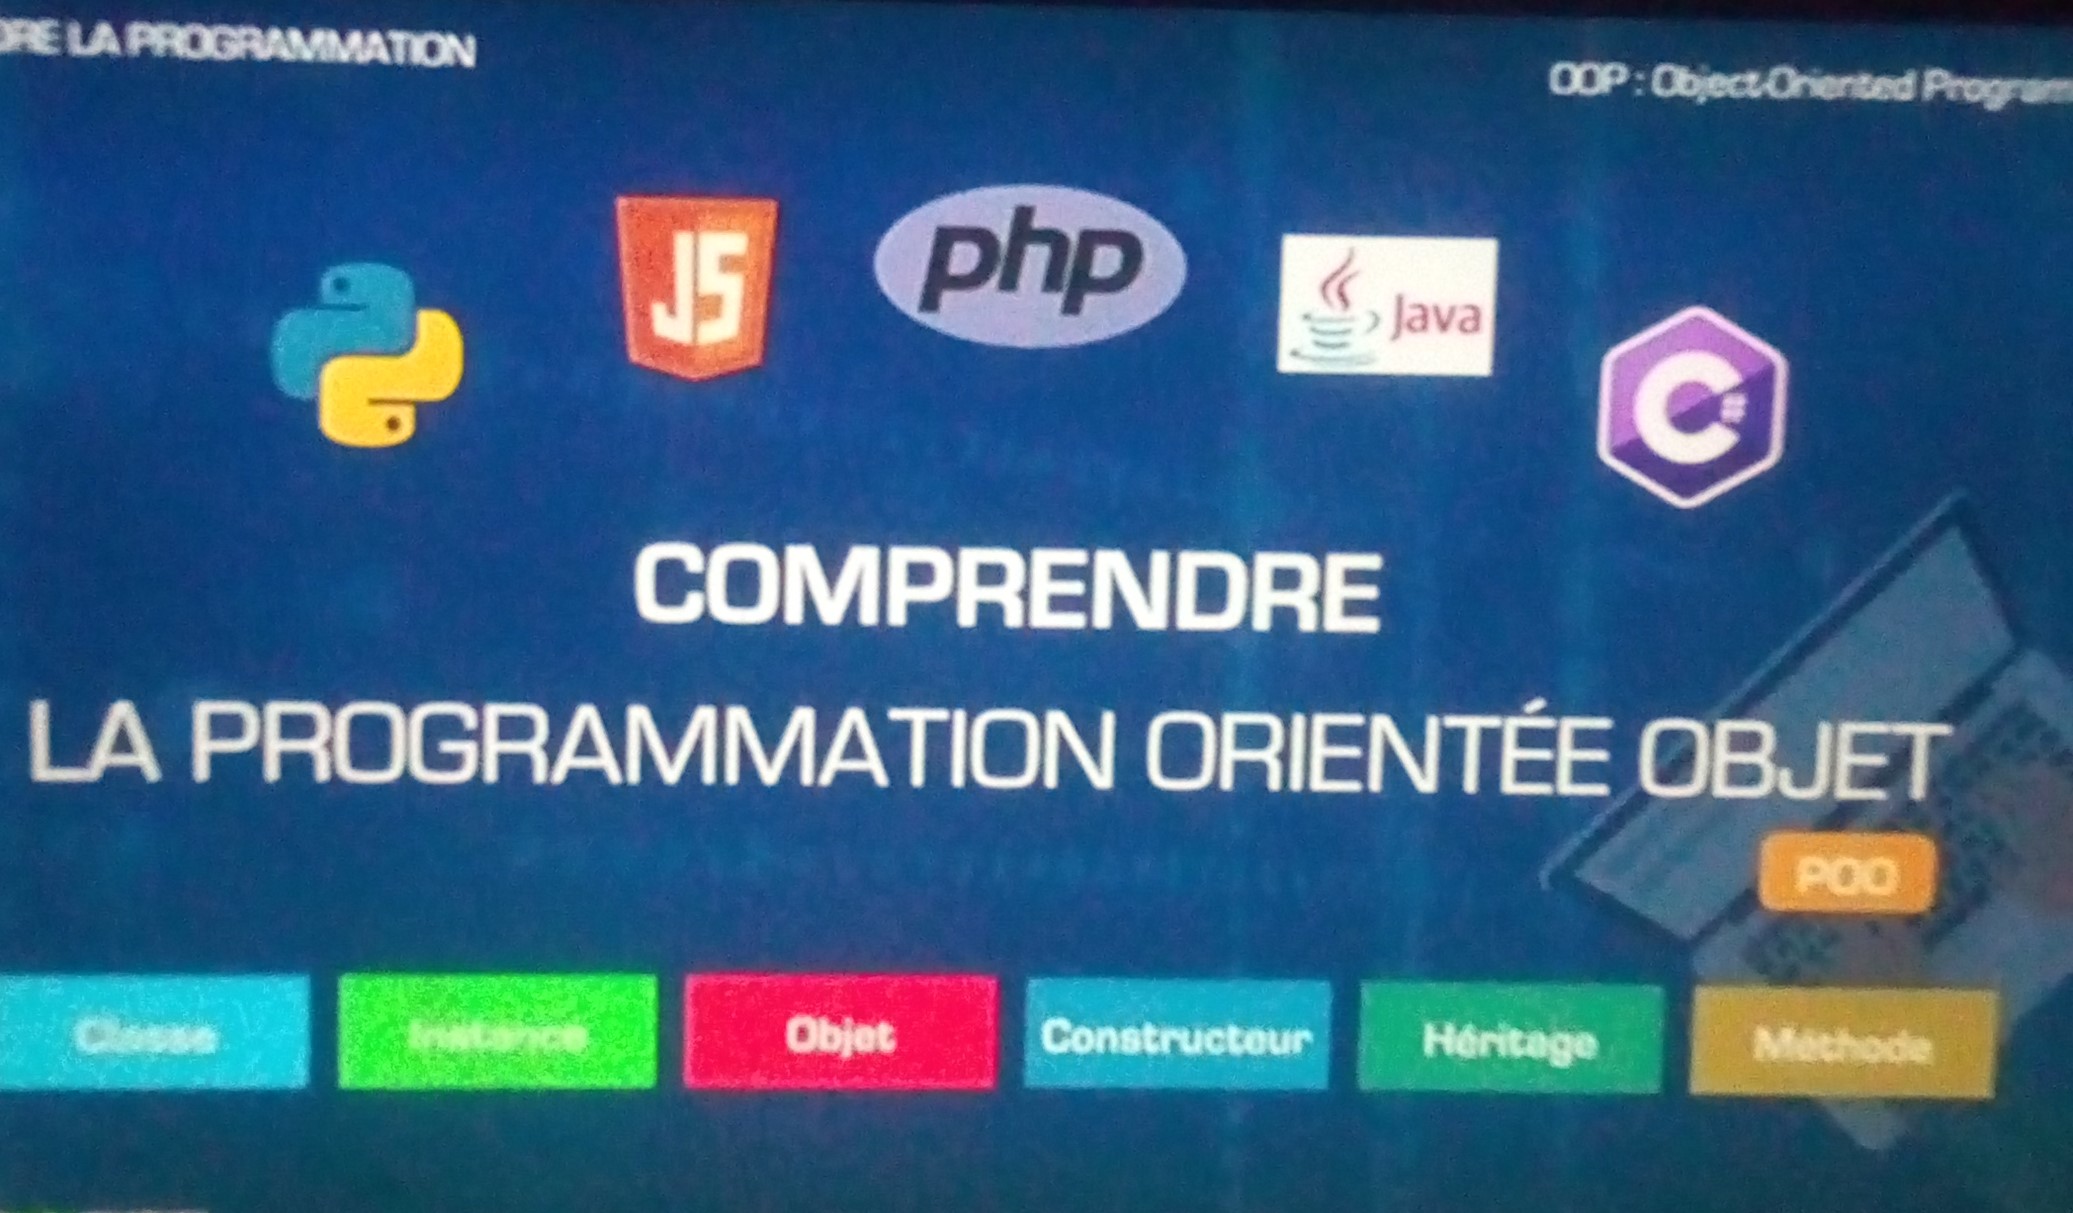 DRE LA PROGRAMMATION
OOP : Object-Oriented Program
JS
php
Java
C#
COMPRENDRE
LA PROGRAMMATION ORIENTÉE OBJET
POO
Classe
Instance
Objet
Constructeur
Héritage
Méthode